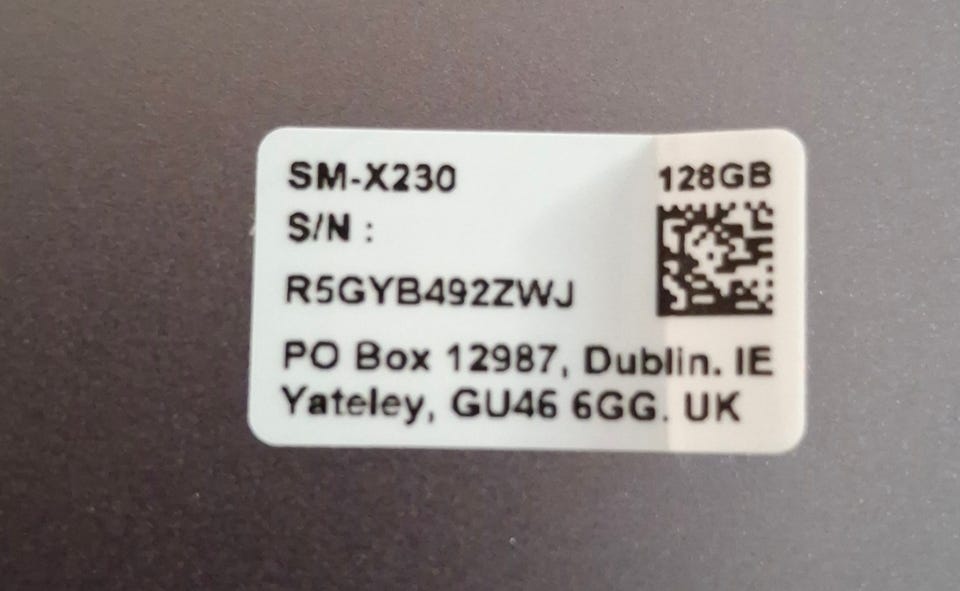 SM-X230
128GB
S/N :
R5GYB492ZWJ
PO Box 12987, Dublin. IE
Yateley, GU46 6GG. UK